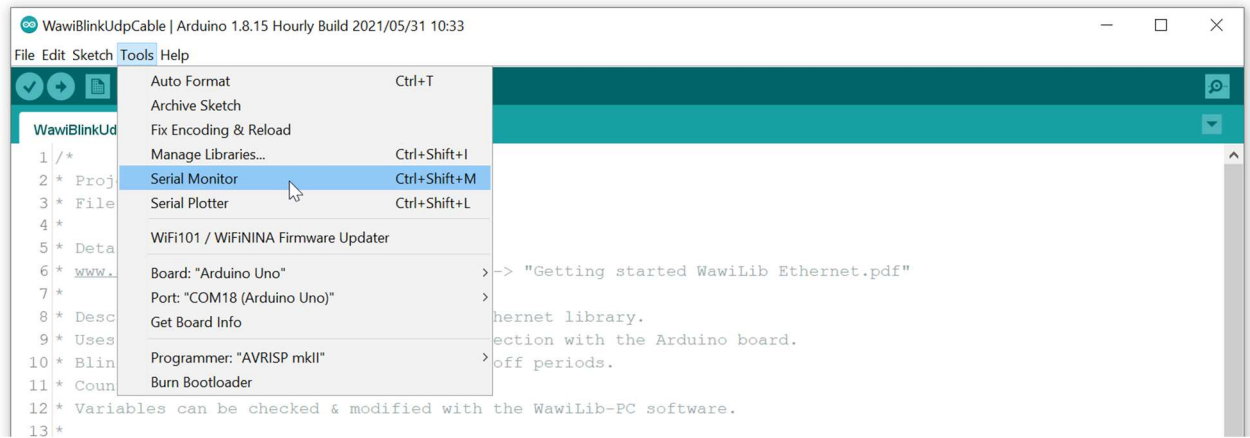 WawiBlinkUdpCable | Arduino 1.8.15 Hourly Build 2021/05/31 10:33
File Edit Sketch Tools Help
Auto Format Ctrl+T
Archive Sketch
Fix Encoding & Reload
Manage Libraries... Ctrl+Shift+I
Serial Monitor Ctrl+Shift+M
Serial Plotter Ctrl+Shift+L
WiFi101 / WiFiNINA Firmware Updater
Board: "Arduino Uno"
Port: "COM18 (Arduino Uno)"
Get Board Info
Programmer: "AVRISP mkII"
Burn Bootloader
WawiBlinkUd
1 /*
2 * Proj
3 * File
4 *
5 * Deta
6 * www. -> "Getting started WawiLib Ethernet.pdf"
7 *
8 * Desc hernet library.
9 * Uses ection with the Arduino board.
10 * Blin off periods.
11 * Coun
12 * Variables can be checked & modified with the WawiLib-PC software.
13 *